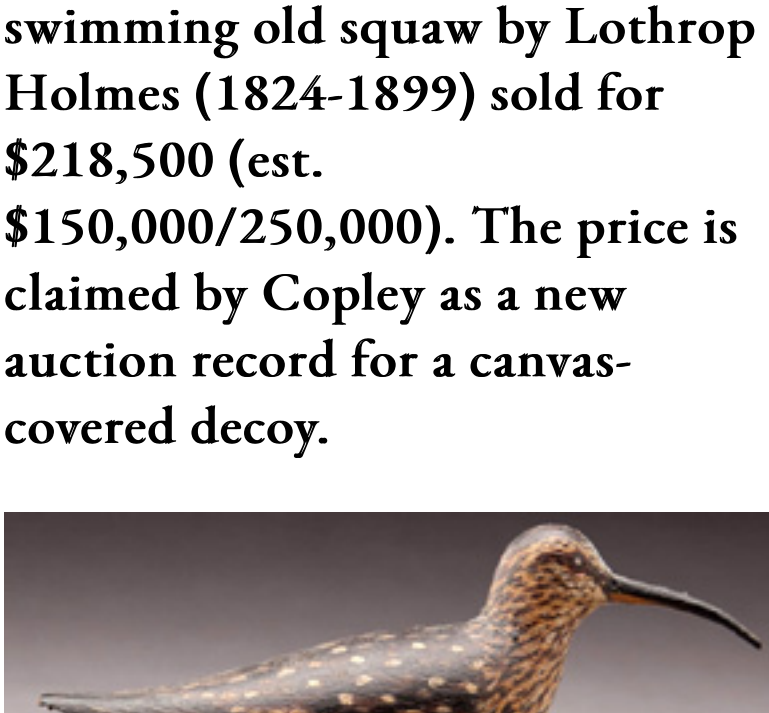 swimming old squaw by Lothrop
Holmes (1824-1899) sold for
$218,500 (est.
$150,000/250,000). The price is
claimed by Copley as a new
auction record for a canvas-
covered decoy.